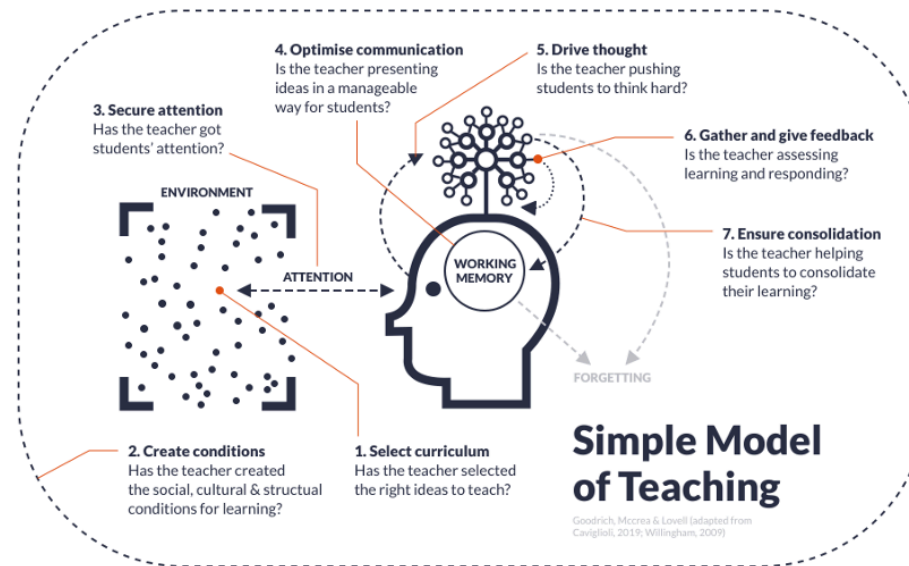 4. Optimise communication
Is the teacher presenting
ideas in a manageable
way for students?
5. Drive thought
Is the teacher pushing
students to think hard?
3. Secure attention
Has the teacher got
students' attention?
6. Gather and give feedback
Is the teacher assessing
learning and responding?
ENVIRONMENT
7. Ensure consolidation
Is the teacher helping
students to consolidate
their learning?
ATTENTION
WORKING
MEMORY
FORGETTING
2. Create conditions
Has the teacher created
the social, cultural & structual
conditions for learning?
1. Select curriculum
Has the teacher selected
the right ideas to teach?
Simple Model
of Teaching
Goodrich, Mccrea & Lovell (adapted from
Caviglioli, 2019; Willingham, 2009)